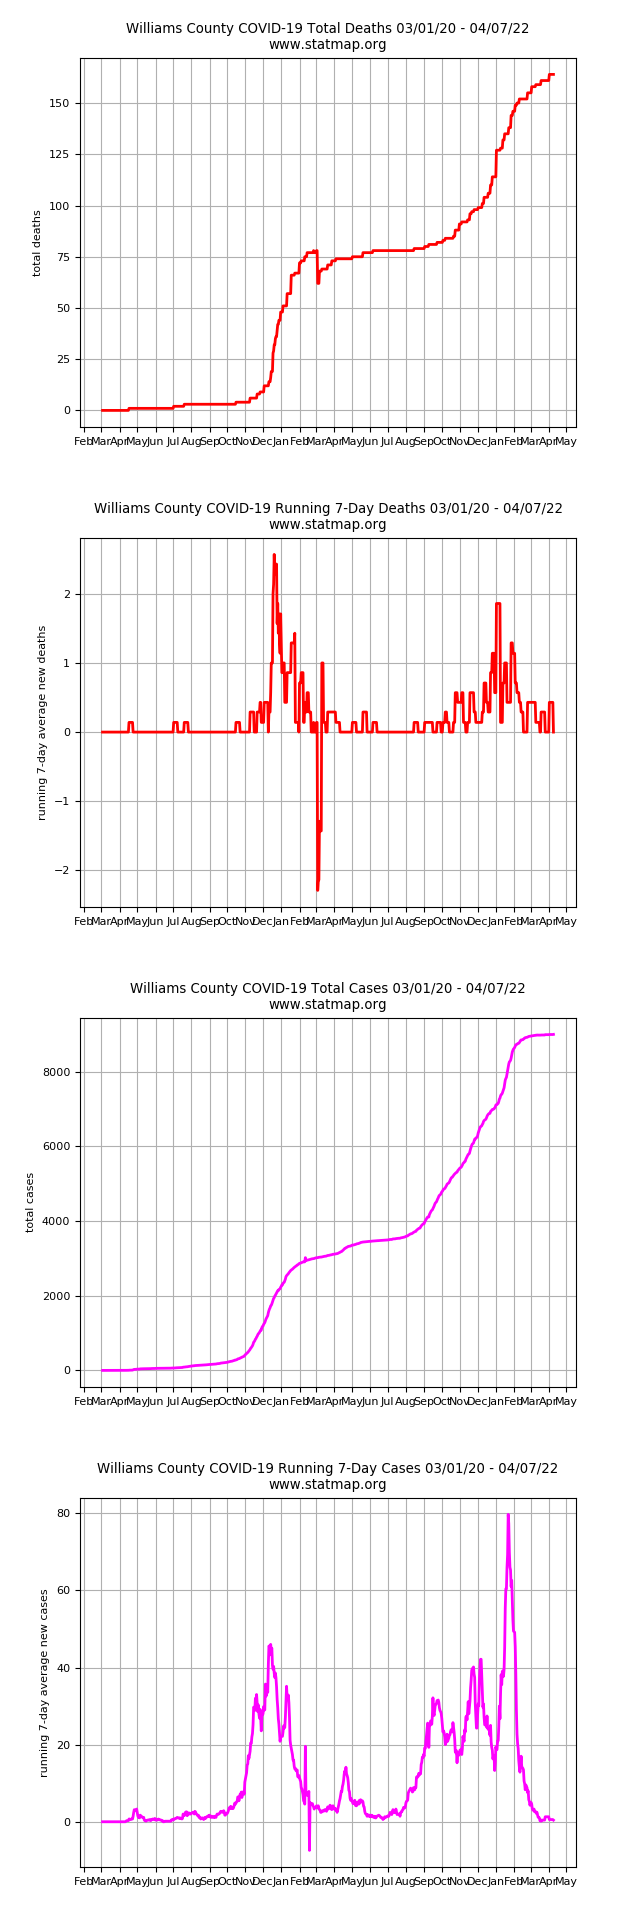 Williams County COVID-19 Total Deaths 03/01/20 - 04/07/22
www.statmap.org
150
125
100
75
50
25
0
total deaths
Feb Mar Apr May Jun Jul Aug Sep Oct Nov Dec Jan Feb Mar Apr May Jun Jul Aug Sep Oct Nov Dec Jan Feb Mar Apr May
Williams County COVID-19 Running 7-Day Deaths 03/01/20 - 04/07/22
www.statmap.org
2
1
0
−1
−2
running 7-day average new deaths
Feb Mar Apr May Jun Jul Aug Sep Oct Nov Dec Jan Feb Mar Apr May Jun Jul Aug Sep Oct Nov Dec Jan Feb Mar Apr May
Williams County COVID-19 Total Cases 03/01/20 - 04/07/22
www.statmap.org
8000
6000
4000
2000
0
total cases
Feb Mar Apr May Jun Jul Aug Sep Oct Nov Dec Jan Feb Mar Apr May Jun Jul Aug Sep Oct Nov Dec Jan Feb Mar Apr May
Williams County COVID-19 Running 7-Day Cases 03/01/20 - 04/07/22
www.statmap.org
80
60
40
20
0
running 7-day average new cases
Feb Mar Apr May Jun Jul Aug Sep Oct Nov Dec Jan Feb Mar Apr May Jun Jul Aug Sep Oct Nov Dec Jan Feb Mar Apr May